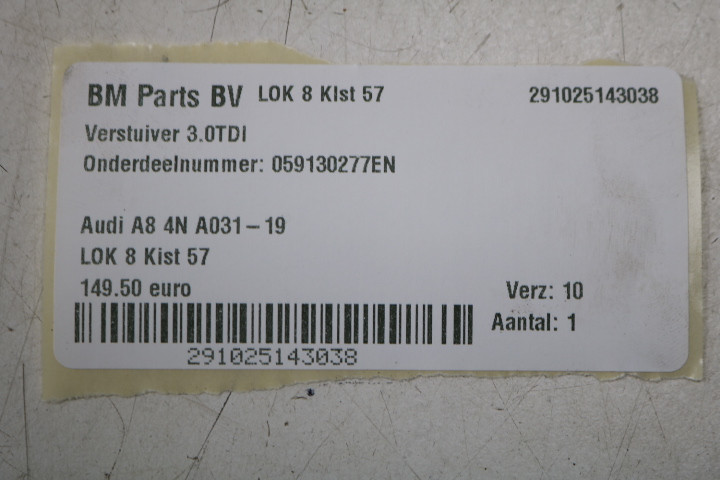 BM Parts BV LOK 8 KIst 57 291025143038
Verstuiver 3.0TDI
Onderdeelnummer: 059130277EN
Audi A8 4N A031-19
LOK 8 Kist 57
149.50 euro Verz: 10
Aantal: 1
291025143038